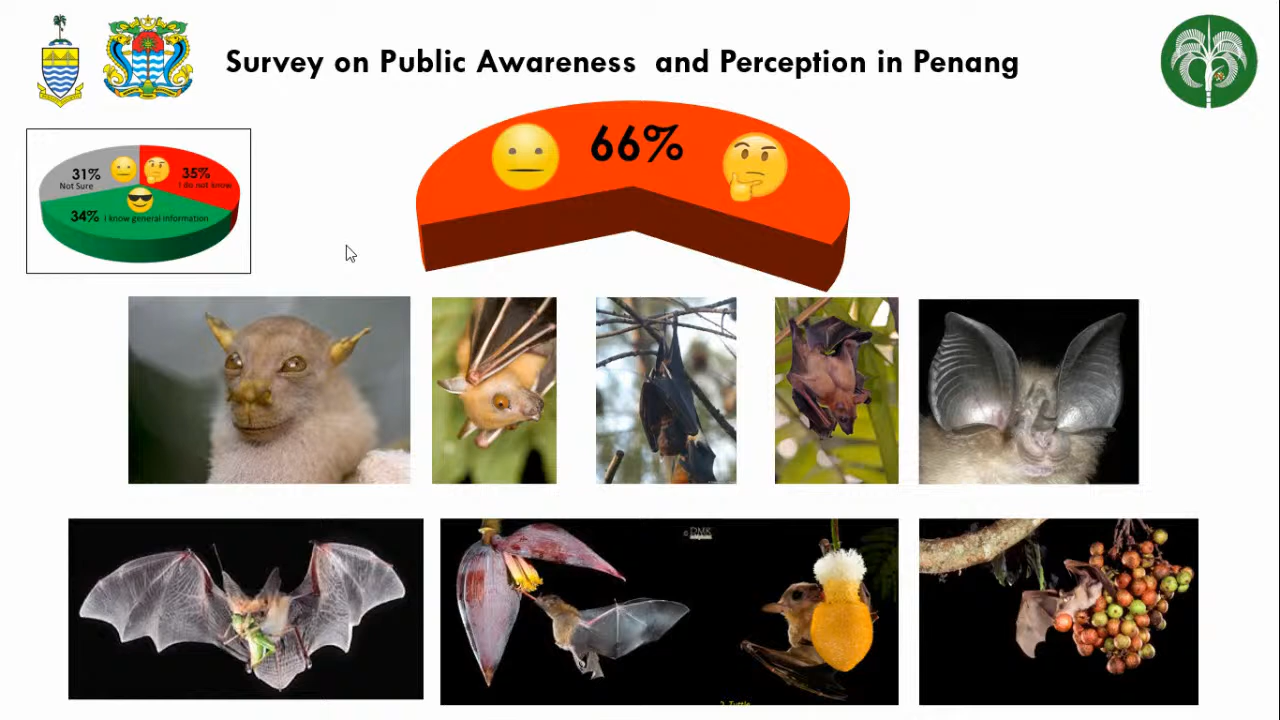 Survey on Public Awareness and Perception in Penang
66%
31%
Not Sure
35%
I do not know
34% I know general information
© DMK